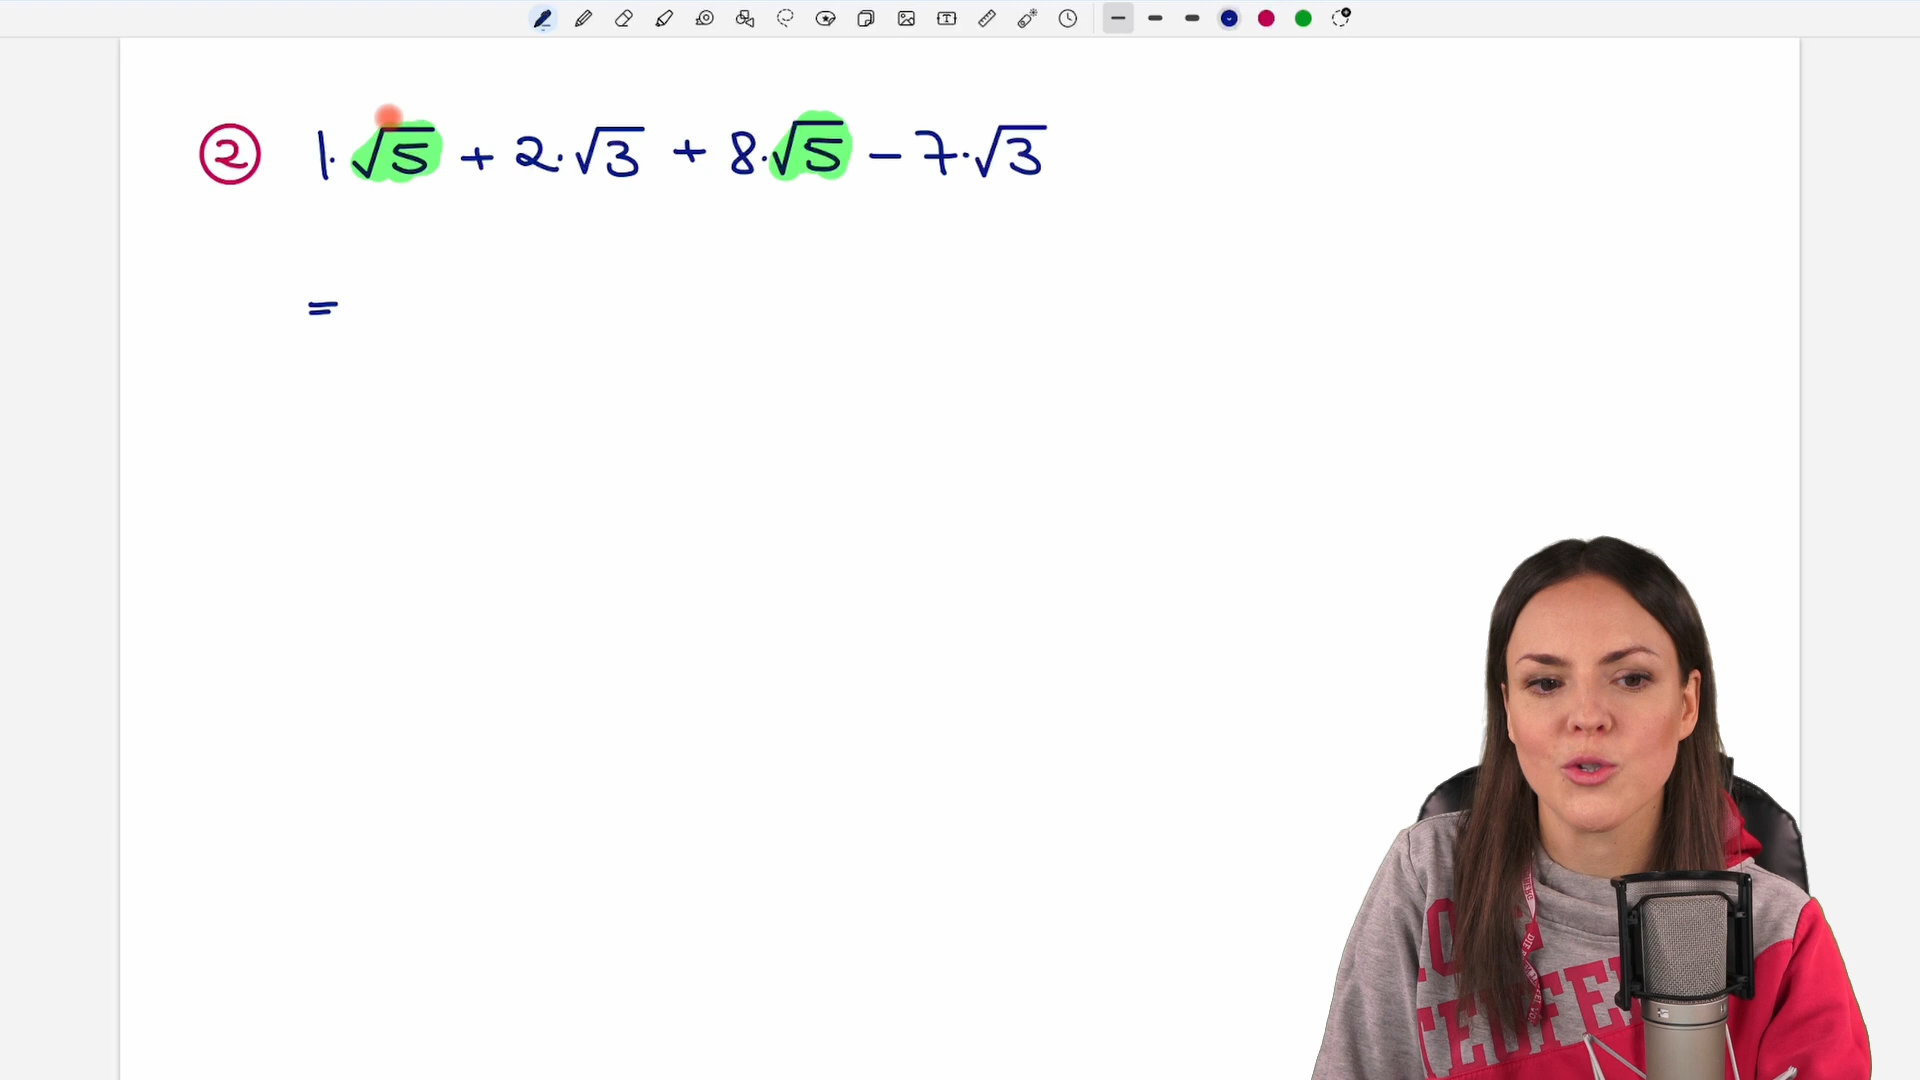 ② 1·√5 + 2·√3 + 8·√5 − 7·√3
=